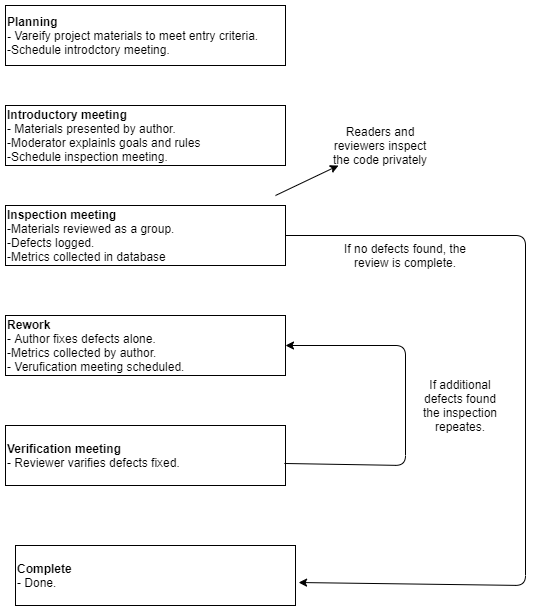 Planning
- Vareify project materials to meet entry criteria.
-Schedule introdctory meeting.
Introductory meeting
- Materials presented by author.
-Moderator explainls goals and rules
-Schedule inspection meeting.
Readers and
reviewers inspect
the code privately
Inspection meeting
-Materials reviewed as a group.
-Defects logged.
-Metrics collected in database
If no defects found, the
review is complete.
Rework
- Author fixes defects alone.
-Metrics collected by author.
- Verufication meeting scheduled.
If additional
defects found
the inspection
repeates.
Verification meeting
- Reviewer varifies defects fixed.
Complete
- Done.